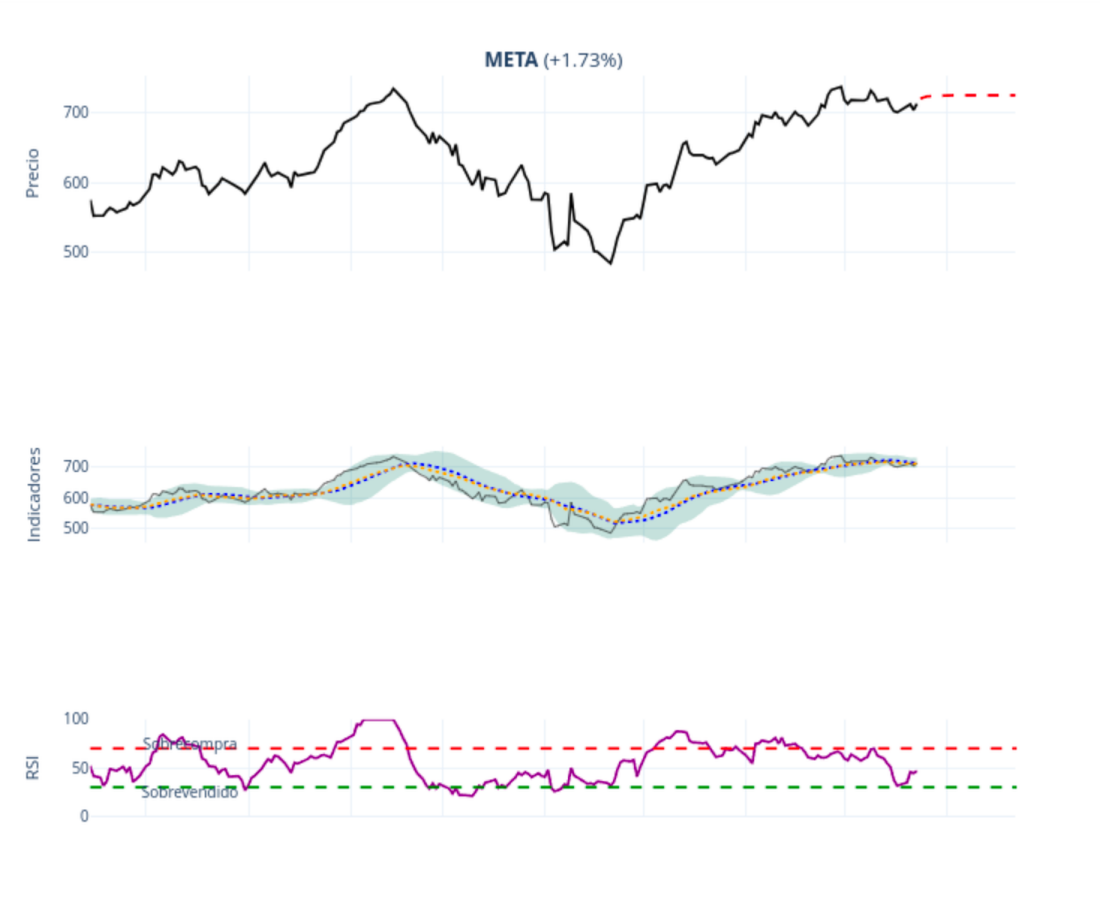 META (+1.73%)
Precio
700
600
500
Indicadores
700
600
500
RSI
100
50
0
Sobrecompra
Sobrevendido